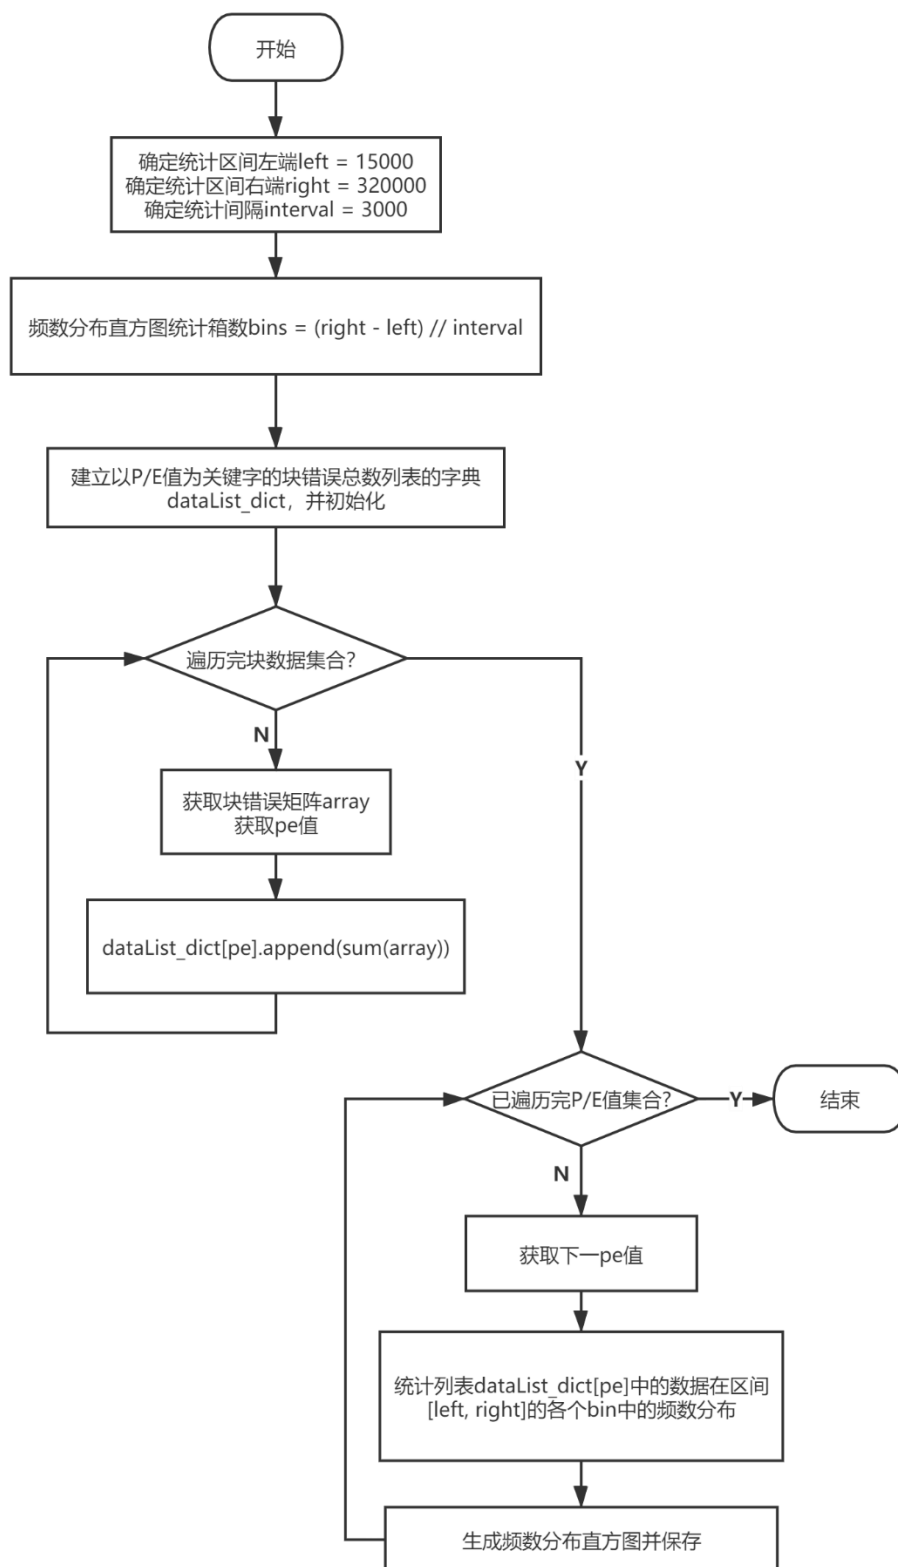 开始
确定统计区间左端left = 15000
确定统计区间右端right = 320000
确定统计间隔interval = 3000
频数分布直方图统计箱数bins = (right - left) // interval
建立以P/E值为关键字的块错误总数列表的字典
dataList_dict，并初始化
遍历完块数据集合?
N
Y
获取块错误矩阵array
获取pe值
dataList_dict[pe].append(sum(array))
已遍历完P/E值集合?
Y
结束
N
获取下一pe值
统计列表dataList_dict[pe]中的数据在区间
[left, right]的各个bin中的频数分布
生成频数分布直方图并保存